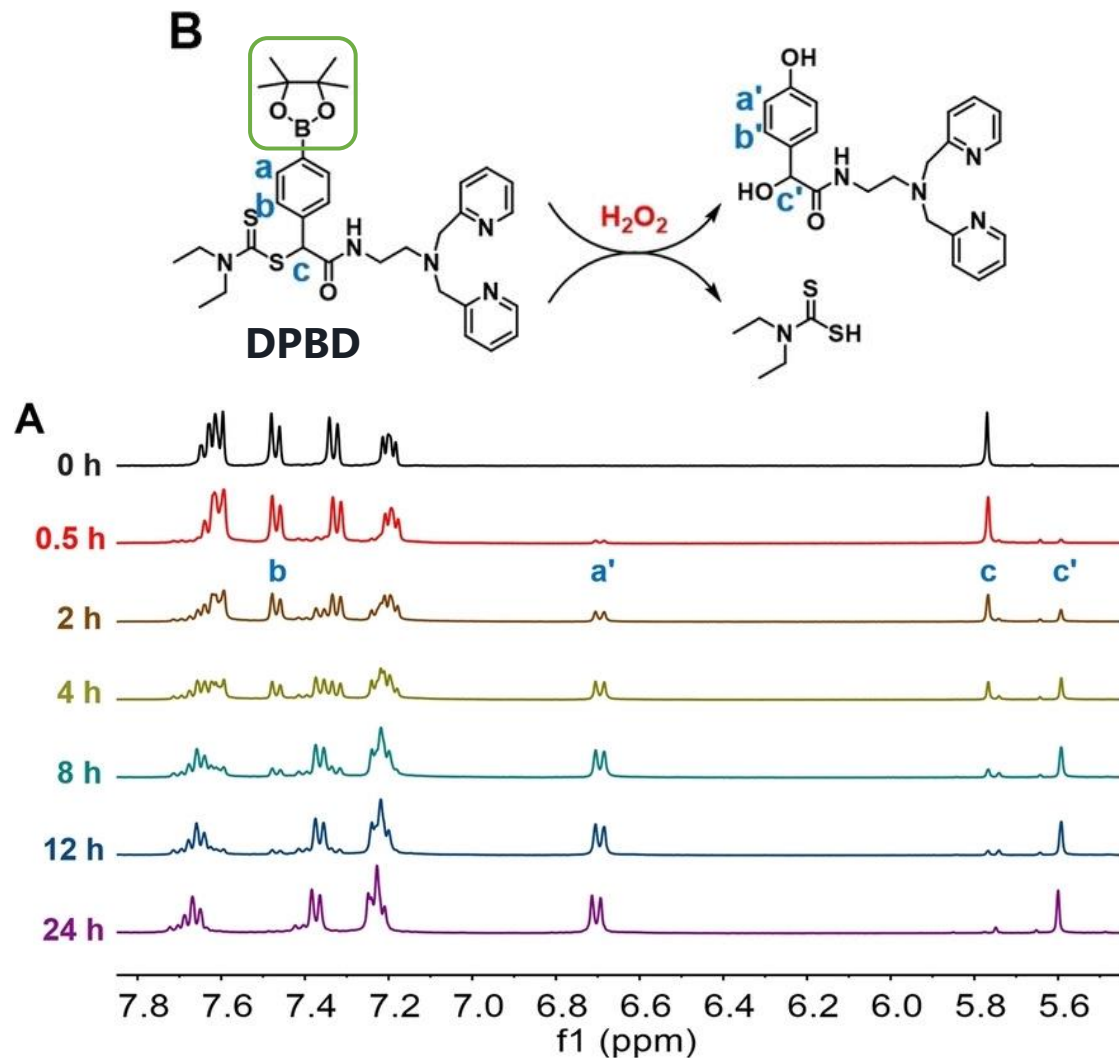 B
OH
O O
B
a
b
S
S
c
N
H
N
O
N
N
N
DPBD
H₂O₂
a'
b'
HO
c'
H
N
O
N
N
N
S
N
SH
A
0 h
0.5 h
b a' c c'
2 h
4 h
8 h
12 h
24 h
7.8 7.6 7.4 7.2 7.0 6.8 6.6 6.4 6.2 6.0 5.8 5.6
f1 (ppm)